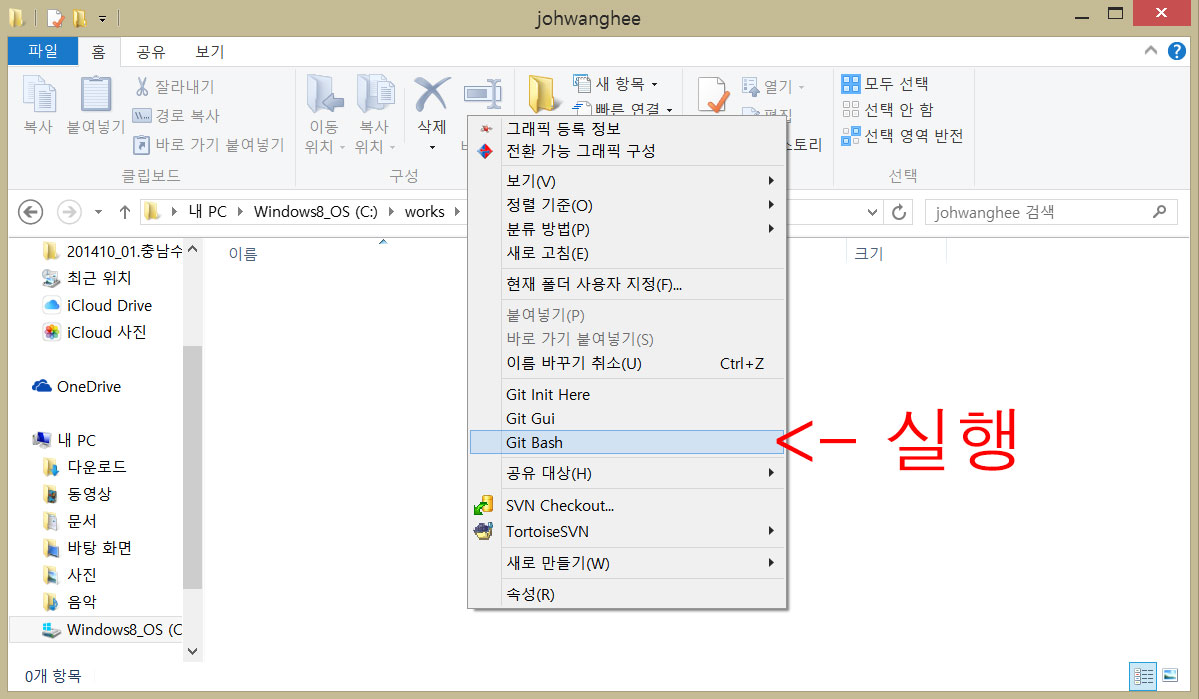 johwanghee
파일 홈 공유 보기
복사
붙여넣기
잘라내기
경로 복사
바로 가기 붙여넣기
클립보드
이동 위치
복사 위치
삭제
구성
새 항목
빠른 연결
열기
편집
모두 선택
선택 안 함
선택 영역 반전
선택
내 PC Windows8_OS (C:) works
johwanghee 검색
이름
크기
201410_01.충남수
최근 위치
iCloud Drive
iCloud 사진
OneDrive
내 PC
다운로드
동영상
문서
바탕 화면
사진
음악
Windows8_OS (C
그래픽 등록 정보
전환 가능 그래픽 구성
보기(V)
정렬 기준(O)
분류 방법(P)
새로 고침(E)
현재 폴더 사용자 지정(F)...
붙여넣기(P)
바로 가기 붙여넣기(S)
이름 바꾸기 취소(U) Ctrl+Z
Git Init Here
Git Gui
Git Bash
<- 실행
공유 대상(H)
SVN Checkout...
TortoiseSVN
새로 만들기(W)
속성(R)
0개 항목